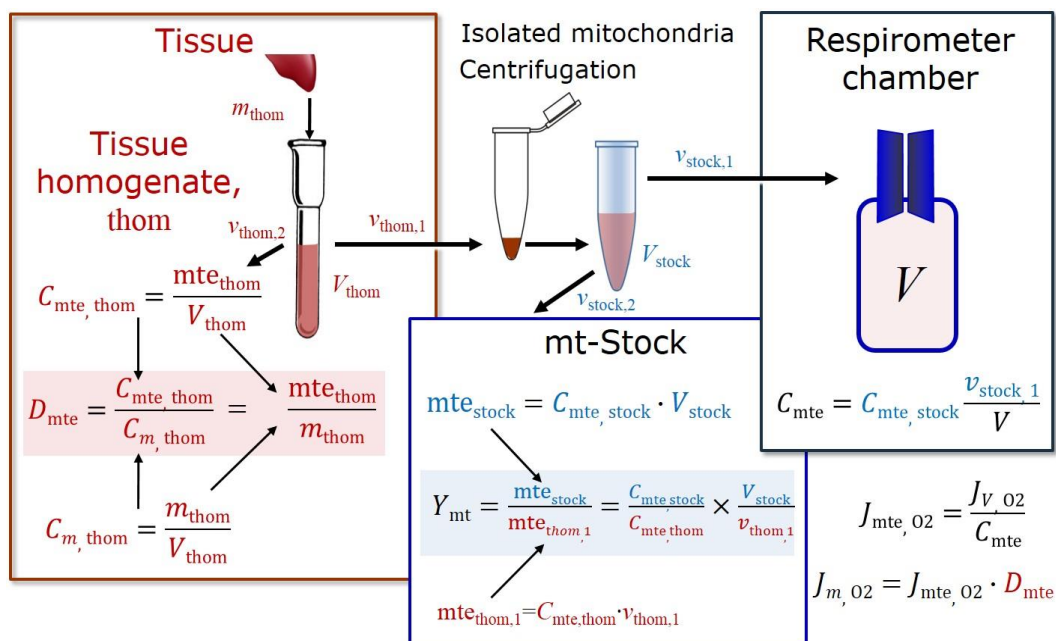 Tissue
m_thom
Tissue
homogenate,
thom
v_thom,2
v_thom,1
V_thom
C_mte, thom = mte_thom / V_thom
D_mte = C_mte, thom / C_m, thom = mte_thom / m_thom
C_m, thom = m_thom / V_thom
Isolated mitochondria
Centrifugation
v_stock,1
V_stock
v_stock,2
mt-Stock
mte_stock = C_mte, stock · V_stock
Y_mt = mte_stock / mte_thom,1 = C_mte,stock / C_mte,thom × V_stock / v_thom,1
mte_thom,1=C_mte,thom·v_thom,1
Respirometer
chamber
V
C_mte = C_mte, stock v_stock, 1 / V
J_mte, O2 = J_V, O2 / C_mte
J_m, O2 = J_mte, O2 · D_mte